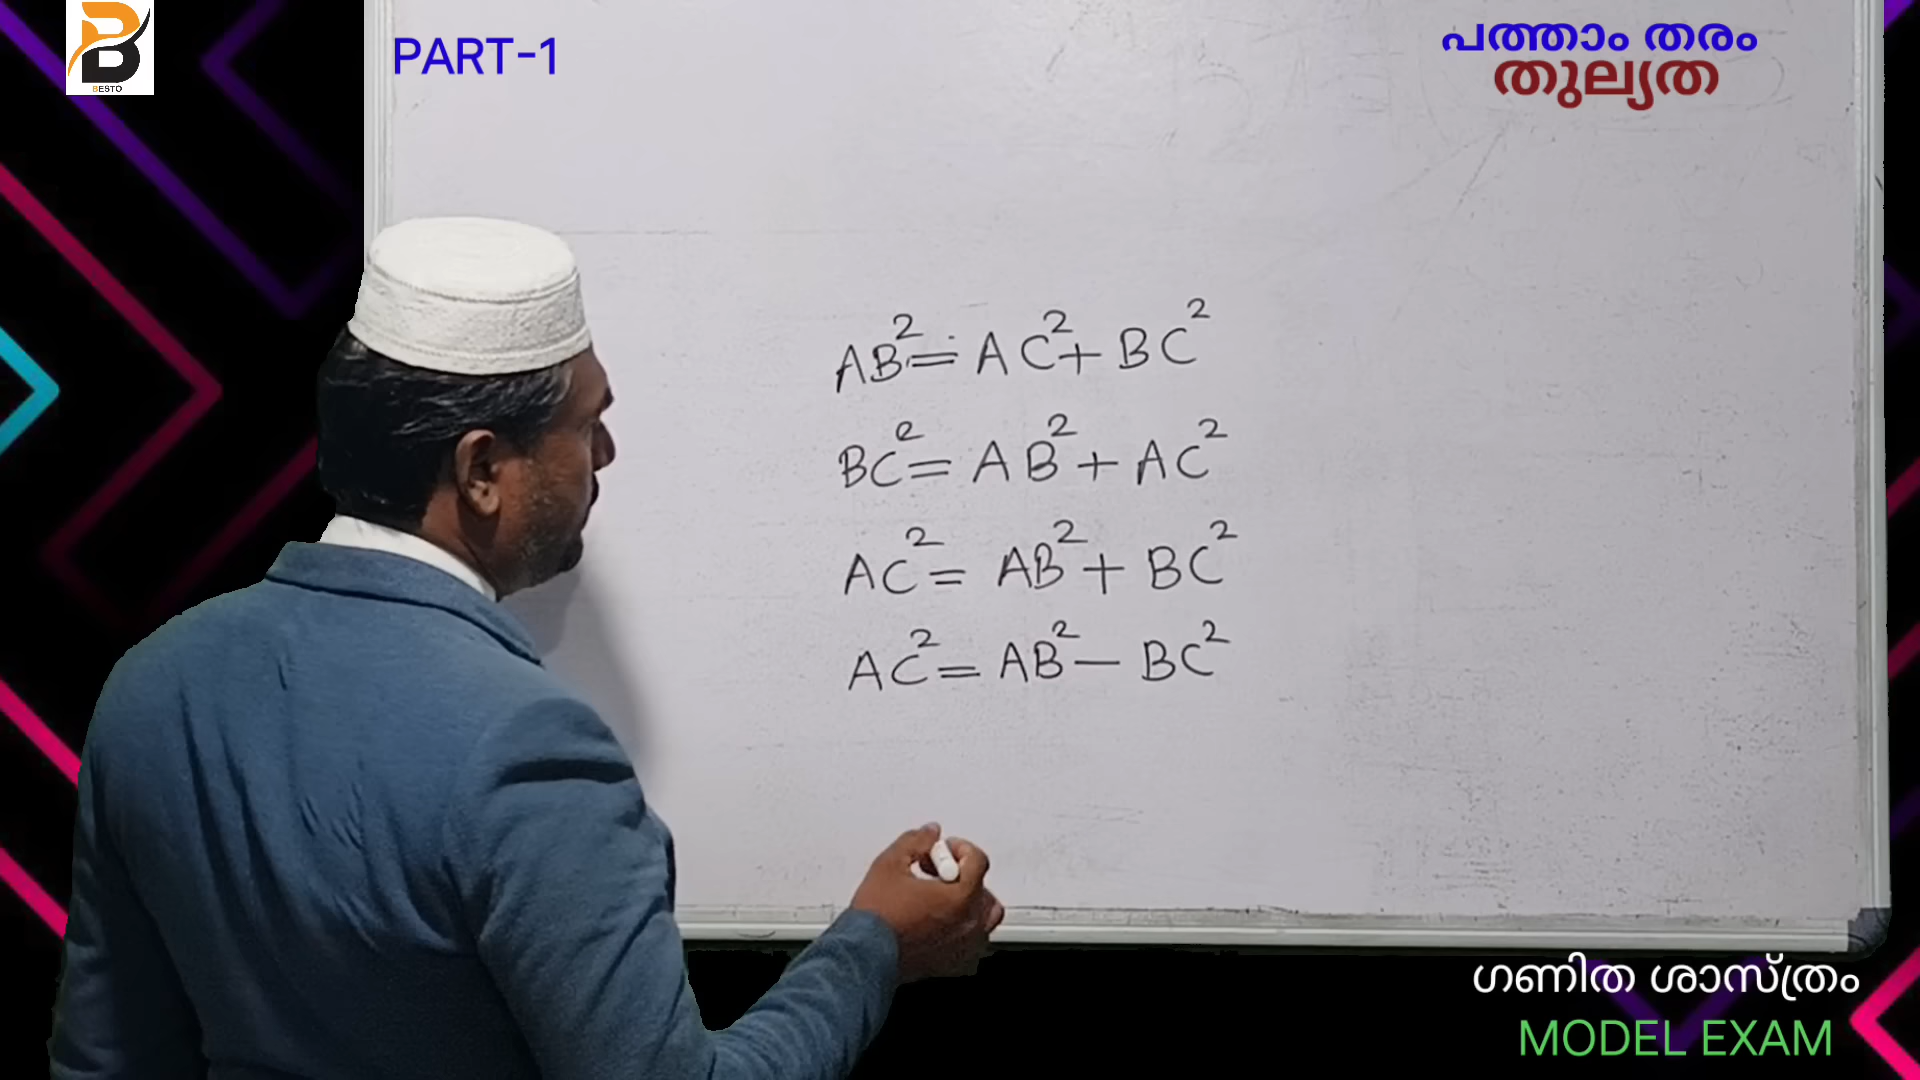 BESTO
PART-1
പത്താം തരം
തുല്യത
AB² = AC² + BC²
BC² = AB² + AC²
AC² = AB² + BC²
AC² = AB² − BC²
ഗണിത ശാസ്ത്രം
MODEL EXAM